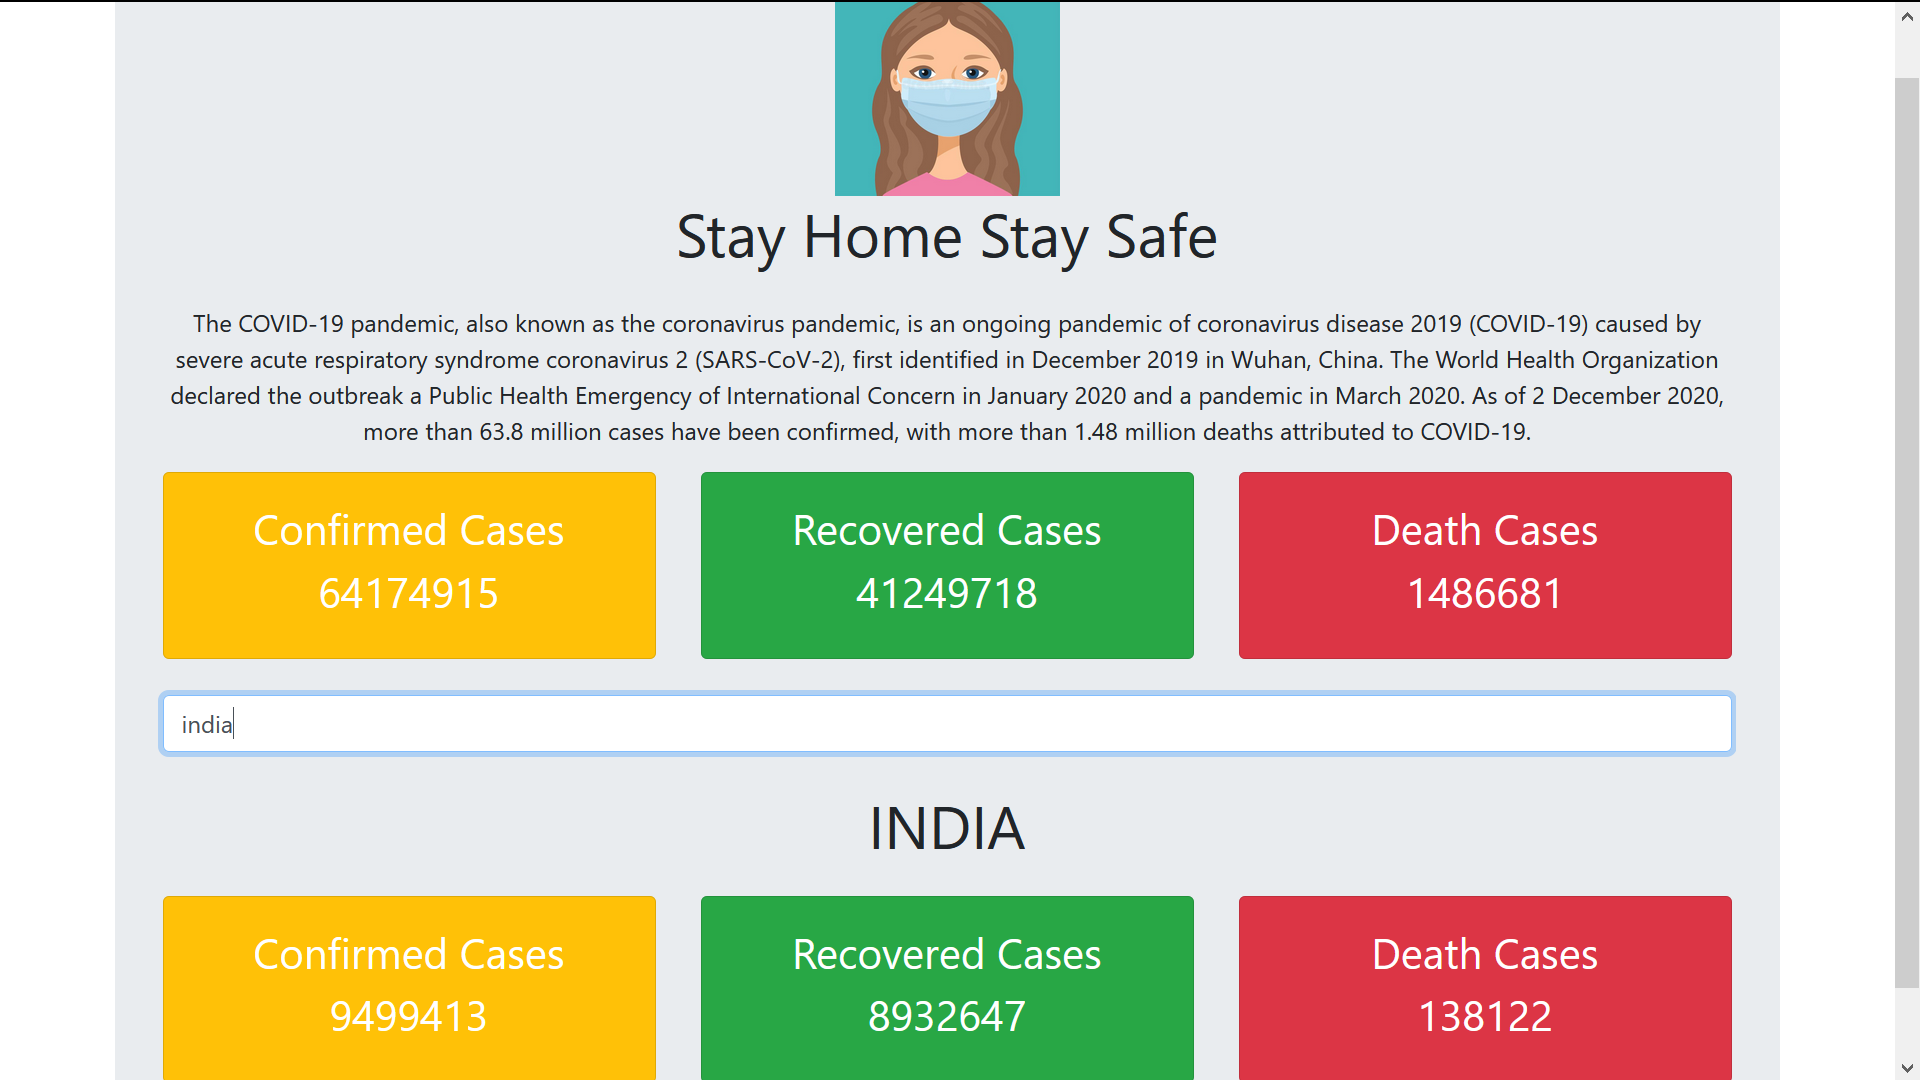 Stay Home Stay Safe
The COVID-19 pandemic, also known as the coronavirus pandemic, is an ongoing pandemic of coronavirus disease 2019 (COVID-19) caused by
severe acute respiratory syndrome coronavirus 2 (SARS-CoV-2), first identified in December 2019 in Wuhan, China. The World Health Organization
declared the outbreak a Public Health Emergency of International Concern in January 2020 and a pandemic in March 2020. As of 2 December 2020,
more than 63.8 million cases have been confirmed, with more than 1.48 million deaths attributed to COVID-19.
Confirmed Cases
64174915
Recovered Cases
41249718
Death Cases
1486681
india
INDIA
Confirmed Cases
9499413
Recovered Cases
8932647
Death Cases
138122